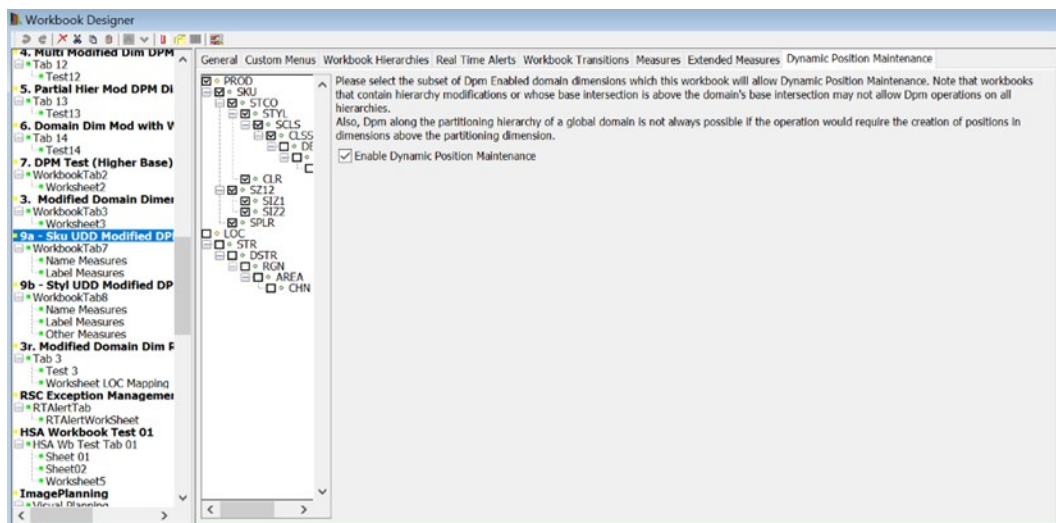 Workbook Designer
4. Multi Modified Dim DPM
Tab 12
Test12
5. Partial Hier Mod DPM Di
Tab 13
Test13
6. Domain Dim Mod with W
Tab 14
Test14
7. DPM Test (Higher Base)
WorkbookTab2
Worksheet2
3. Modified Domain Dimer
WorkbookTab3
Worksheet3
9a - Sku UDD Modified DP
WorkbookTab7
Name Measures
Label Measures
9b - Styl UDD Modified DP
WorkbookTab8
Name Measures
Label Measures
Other Measures
3r. Modified Domain Dim R
Tab 3
Test 3
Worksheet LOC Mapping
RSC Exception Managemer
RTAlertTab
RTAlertWorkSheet
HSA Workbook Test 01
HSA Wb Test Tab 01
Sheet 01
Sheet02
Worksheet5
ImagePlanning
Visual Planning
General Custom Menus Workbook Hierarchies Real Time Alerts Workbook Transitions Measures Extended Measures Dynamic Position Maintenance
PROD
SKU
STCO
STYL
SCLS
CLSS
DE
CLR
SZ12
SIZ1
SIZ2
SPLR
LOC
STR
DSTR
RGN
AREA
CHN
Please select the subset of Dpm Enabled domain dimensions which this workbook will allow Dynamic Position Maintenance. Note that workbooks
that contain hierarchy modifications or whose base intersection is above the domain's base intersection may not allow Dpm operations on all
hierarchies.
Also, Dpm along the partitioning hierarchy of a global domain is not always possible if the operation would require the creation of positions in
dimensions above the partitioning dimension.
Enable Dynamic Position Maintenance